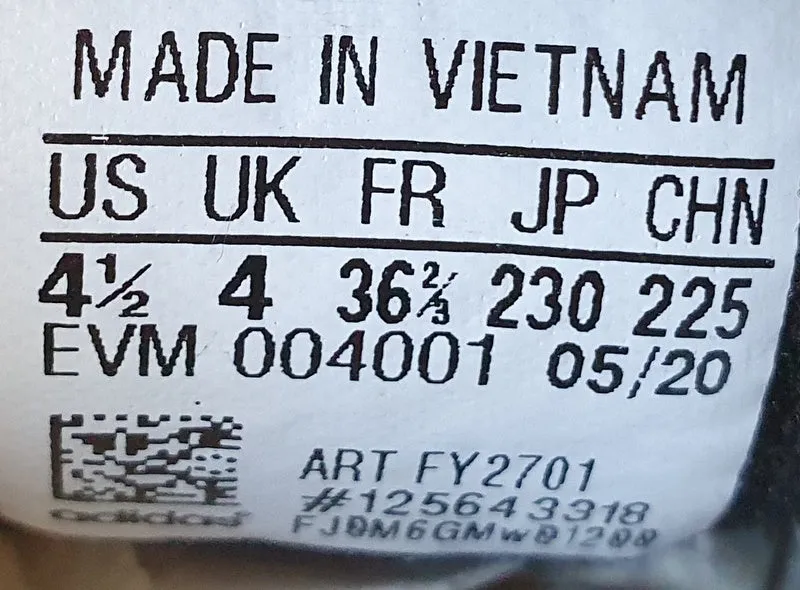 MADE IN VIETNAM
US UK FR JP CHN
4½ 4 36⅔ 230 225
EVM 004001 05/20
ART FY2701
#125643318
adidas
FJ0M6GMW01200